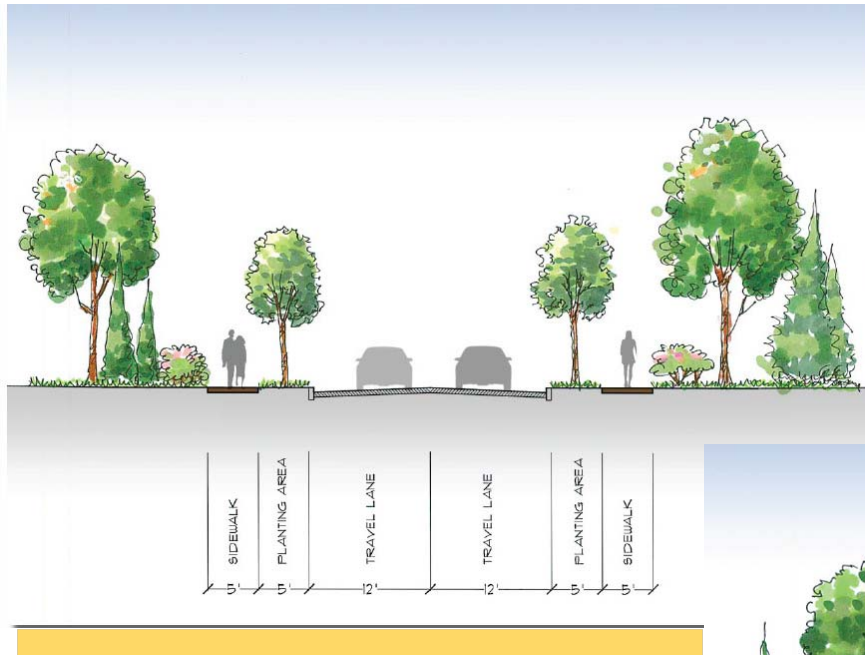 SIDEWALK
PLANTING AREA
TRAVEL LANE
TRAVEL LANE
PLANTING AREA
SIDEWALK
5' 5' 12' 12' 5' 5'